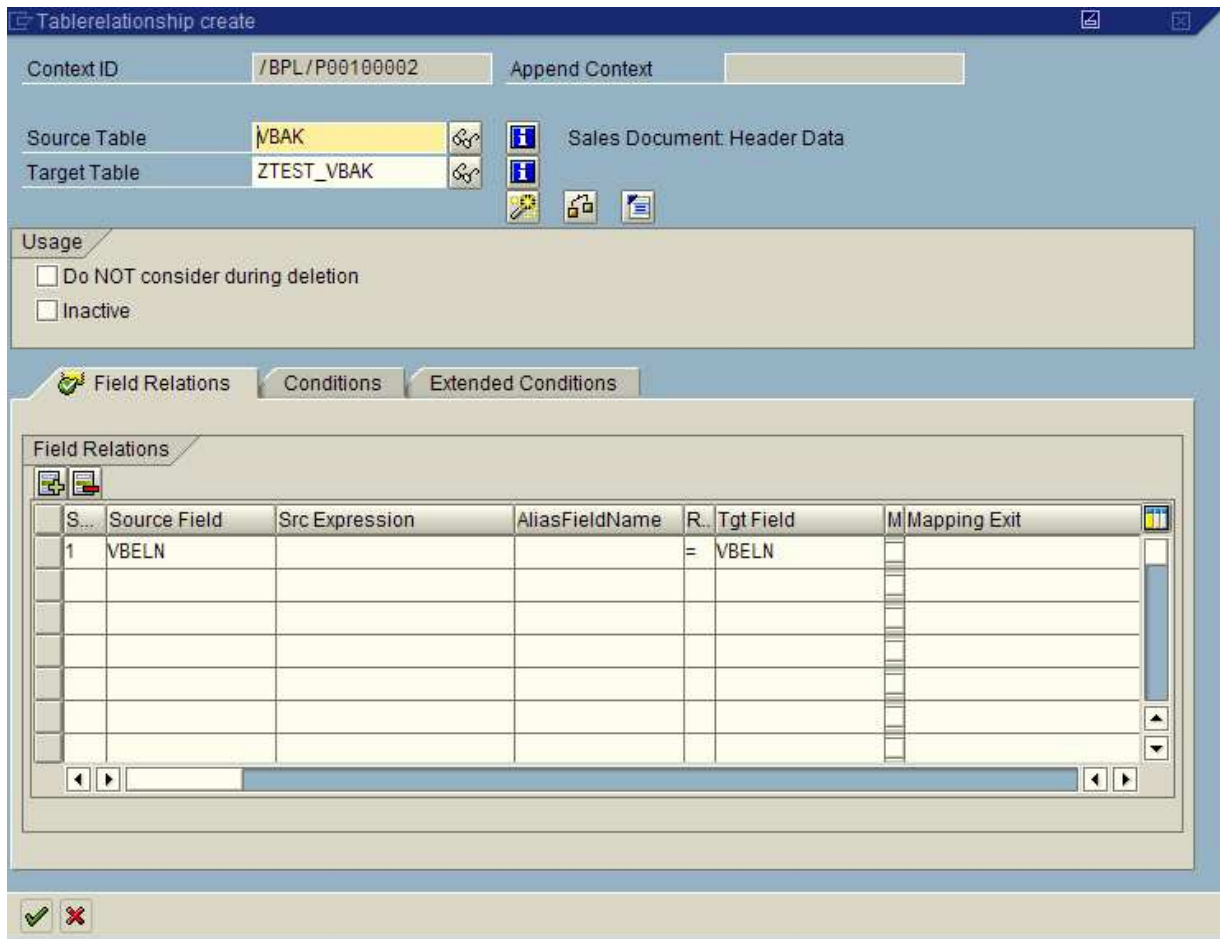 Tablerelationship create
Context ID /BPL/P00100002 Append Context
Source Table VBAK Sales Document: Header Data
Target Table ZTEST_VBAK
Usage
Do NOT consider during deletion
Inactive
Field Relations Conditions Extended Conditions
Field Relations
S... Source Field Src Expression AliasFieldName R.. Tgt Field M Mapping Exit
1 VBELN = VBELN